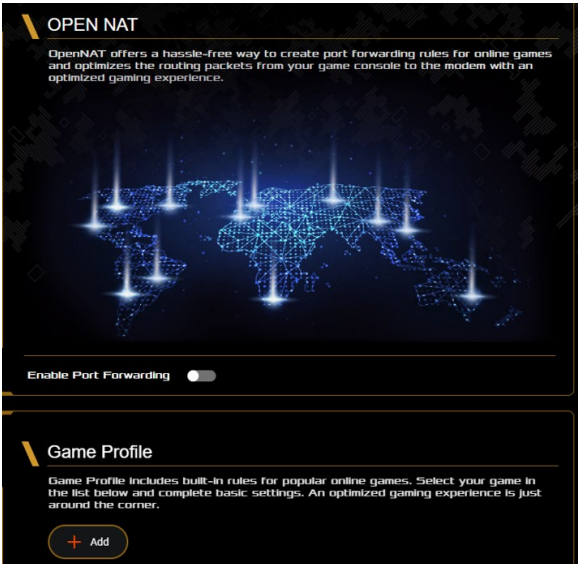 OPEN NAT
OpenNAT offers a hassle-free way to create port forwarding rules for online games
and optimizes the routing packets from your game console to the modem with an
optimized gaming experience.
Enable Port Forwarding
Game Profile
Game Profile includes built-in rules for popular online games. Select your game in
the list below and complete basic settings. An optimized gaming experience is just
around the corner.
Add